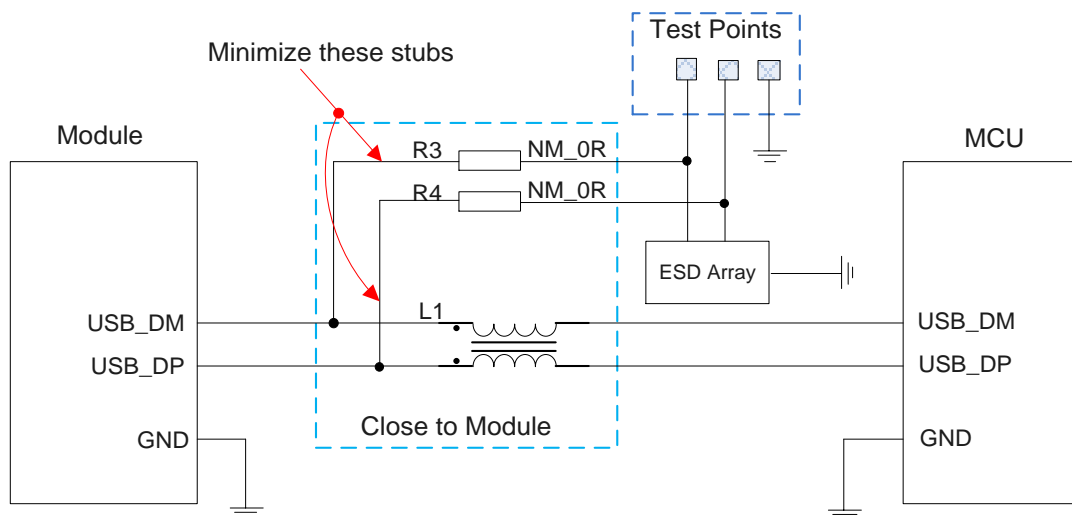 Test Points
Minimize these stubs
Module
MCU
R3
NM_0R
R4
NM_0R
ESD Array
L1
USB_DM
USB_DM
USB_DP
USB_DP
Close to Module
GND
GND